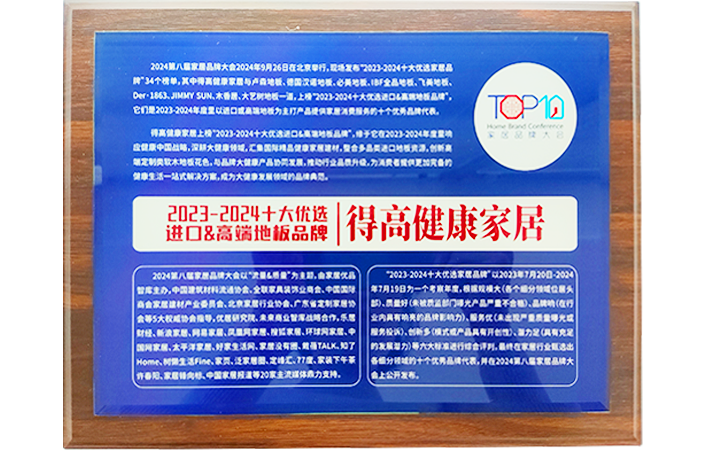 2024第八届家居品牌大会2024年9月26日在北京举行，现场发布“2023-2024十大优选家居品
牌”34个榜单，其中得高健康家居与卢森地板、德国汉诺地板、必美地板、IBF全品地板、飞美地板、
Der·1863、JIMMY SUN、木香居、大艺树地板一道，上榜“2023-2024十大优选进口&高端地板品牌”。
它们是2023-2024年度里以进口或高端地板为主打产品提供家居消费服务的十个优秀品牌代表。
得高健康家居上榜“2023-2024十大优选进口&高端地板品牌”，缘于它在2023-2024年度里响
应健康中国战略，深耕大健康领域，汇集国际精品健康家居建材，整合多品类进口地板资源，创新高
端定制类软木地板花色，与品牌大健康产品协同发展，推动行业品质升级，为消费者提供更加完备的
健康生活一站式解决方案，成为大健康发展领域的品牌典范。
TOP10
Home Brand Conference
家居品牌大会
2023-2024十大优选
进口&高端地板品牌
得高健康家居
2024第八届家居品牌大会以“流量&质量”为主题，由家居优品
智库主办，中国建筑材料流通协会、全联家具装饰业商会、中国国际
商会家居建材产业委员会、北京家居行业协会、广东省定制家居协
会等5大权威协会指导，优居研究院、未来商业智库战略合作，乐居
财经、新浪家居、网易家居、凤凰网家居、搜狐家居、环球网家居、中
国网家居、太平洋家居、好家生活网、家居没有圈、戴蓓TALK、知了
Home、树懒生活Fine、家页、泛家居圈、定峰汇、77度、家装下午茶
许春阳、家居锋向标、中国家居报道等20家主流媒体鼎力支持。
“2023-2024十大优选家居品牌”以2023年7月20日-2024
年7月19日为一个考察年度，根据规模大（各个细分领域位居头
部）、质量好（未被质监部门曝光产品严重不合格）、品牌响（在行
业内具有响亮的品牌影响力）、服务优（未出现严重质量曝光或
服务投诉）、创新多（模式或产品具有开创性）、潜力足（具有充足
的发展潜力）等六大标准进行综合评判，最终在家居行业甄选出
各细分领域的十个优秀品牌代表，并在2024第八届家居品牌大
会上公开发布。